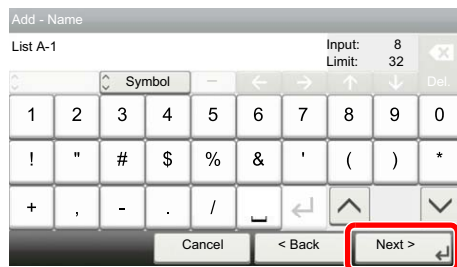 Add - Name
List A-1 Input: 8
Limit: 32
Symbol - Del.
1 2 3 4 5 6 7 8 9 0
! " # $ % & ' ( ) *
+ , - . /
Cancel < Back Next >